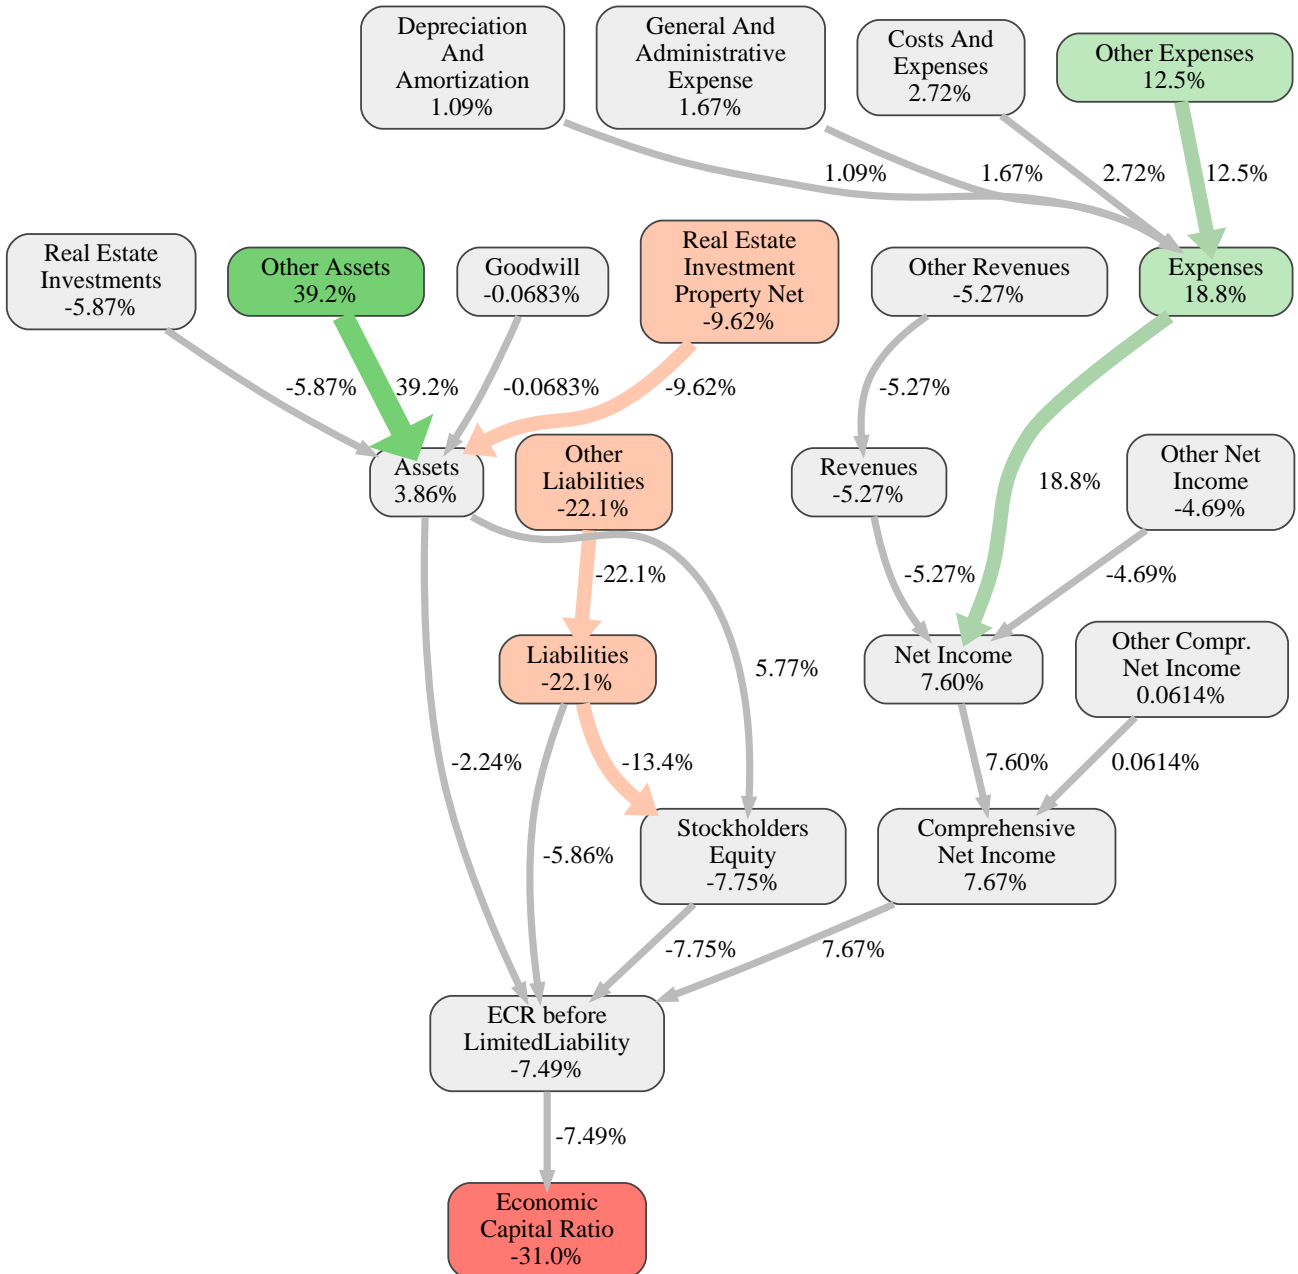 Depreciation
And
Amortization
1.09%
General And
Administrative
Expense
1.67%
Costs And
Expenses
2.72%
Other Expenses
12.5%
1.09%
1.67%
2.72%
12.5%
Real Estate
Investments
-5.87%
Other Assets
39.2%
Goodwill
-0.0683%
Real Estate
Investment
Property Net
-9.62%
Other Revenues
-5.27%
Expenses
18.8%
-5.87%
39.2%
-0.0683%
-9.62%
-5.27%
18.8%
Assets
3.86%
Other
Liabilities
-22.1%
Revenues
-5.27%
Other Net
Income
-4.69%
-22.1%
-5.27%
-4.69%
Liabilities
-22.1%
5.77%
Net Income
7.60%
Other Compr.
Net Income
0.0614%
-2.24%
-13.4%
7.60%
0.0614%
-5.86%
Stockholders
Equity
-7.75%
Comprehensive
Net Income
7.67%
-7.75%
7.67%
ECR before
LimitedLiability
-7.49%
-7.49%
Economic
Capital Ratio
-31.0%